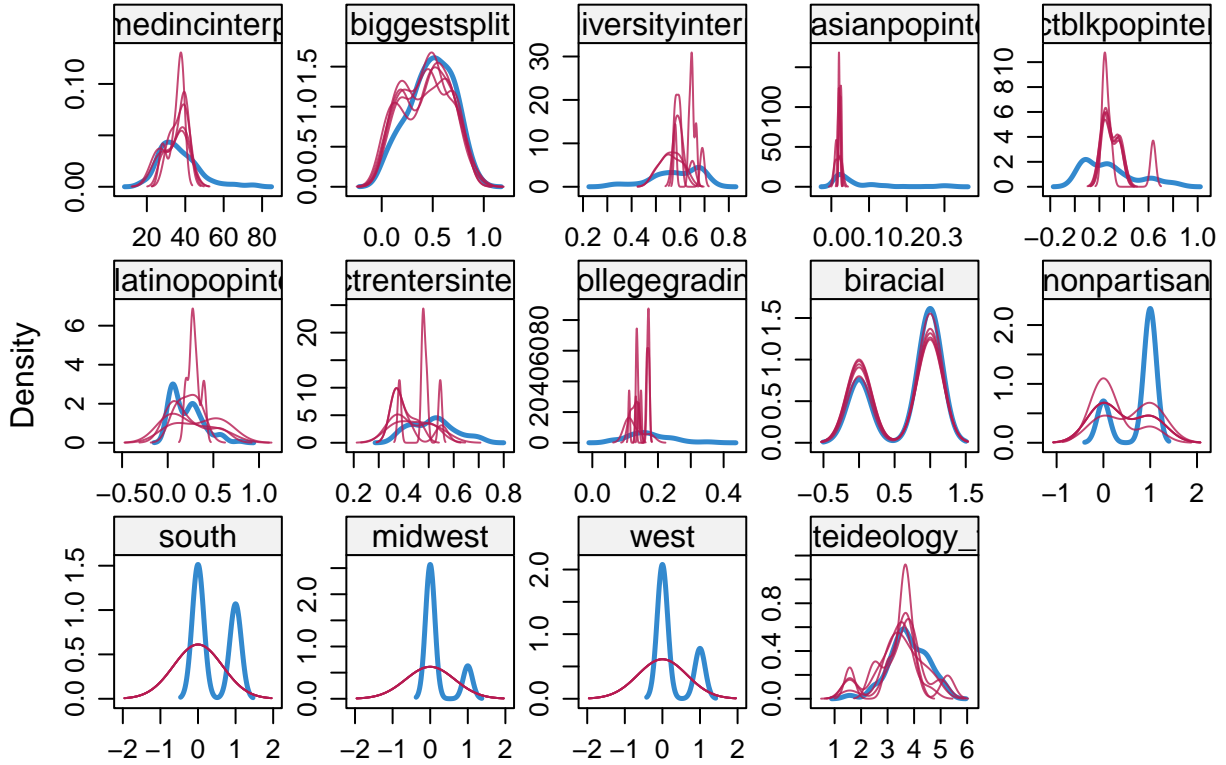 medincinterp
biggestsplit
iversityinter
asianpopinte
ctblkpopinter
0.00 0.10
0.0 0.5 1.0 1.5
0 10 20 30
0 50 100
0 2 4 6 8 10
20 40 60 80
0.0 0.5 1.0
0.2 0.4 0.6 0.8
0.0 0.1 0.2 0.3
−0.2 0.2 0.6 1.0
Density
latinopopinte
ctrentersinte
ollegegradin
biracial
nonpartisan
0 2 4 6
0 5 10 20
0 20 40 60 80
0.0 0.5 1.0 1.5
0.0 1.0 2.0
−0.5 0.0 0.5 1.0
0.2 0.4 0.6 0.8
0.0 0.2 0.4
−0.5 0.5 1.5
−1 0 1 2
south
midwest
west
teideology_
0.0 0.5 1.0 1.5
0.0 1.0 2.0
0.0 1.0 2.0
0.0 0.4 0.8
−2 −1 0 1 2
−2 −1 0 1 2
−2 −1 0 1 2
1 2 3 4 5 6